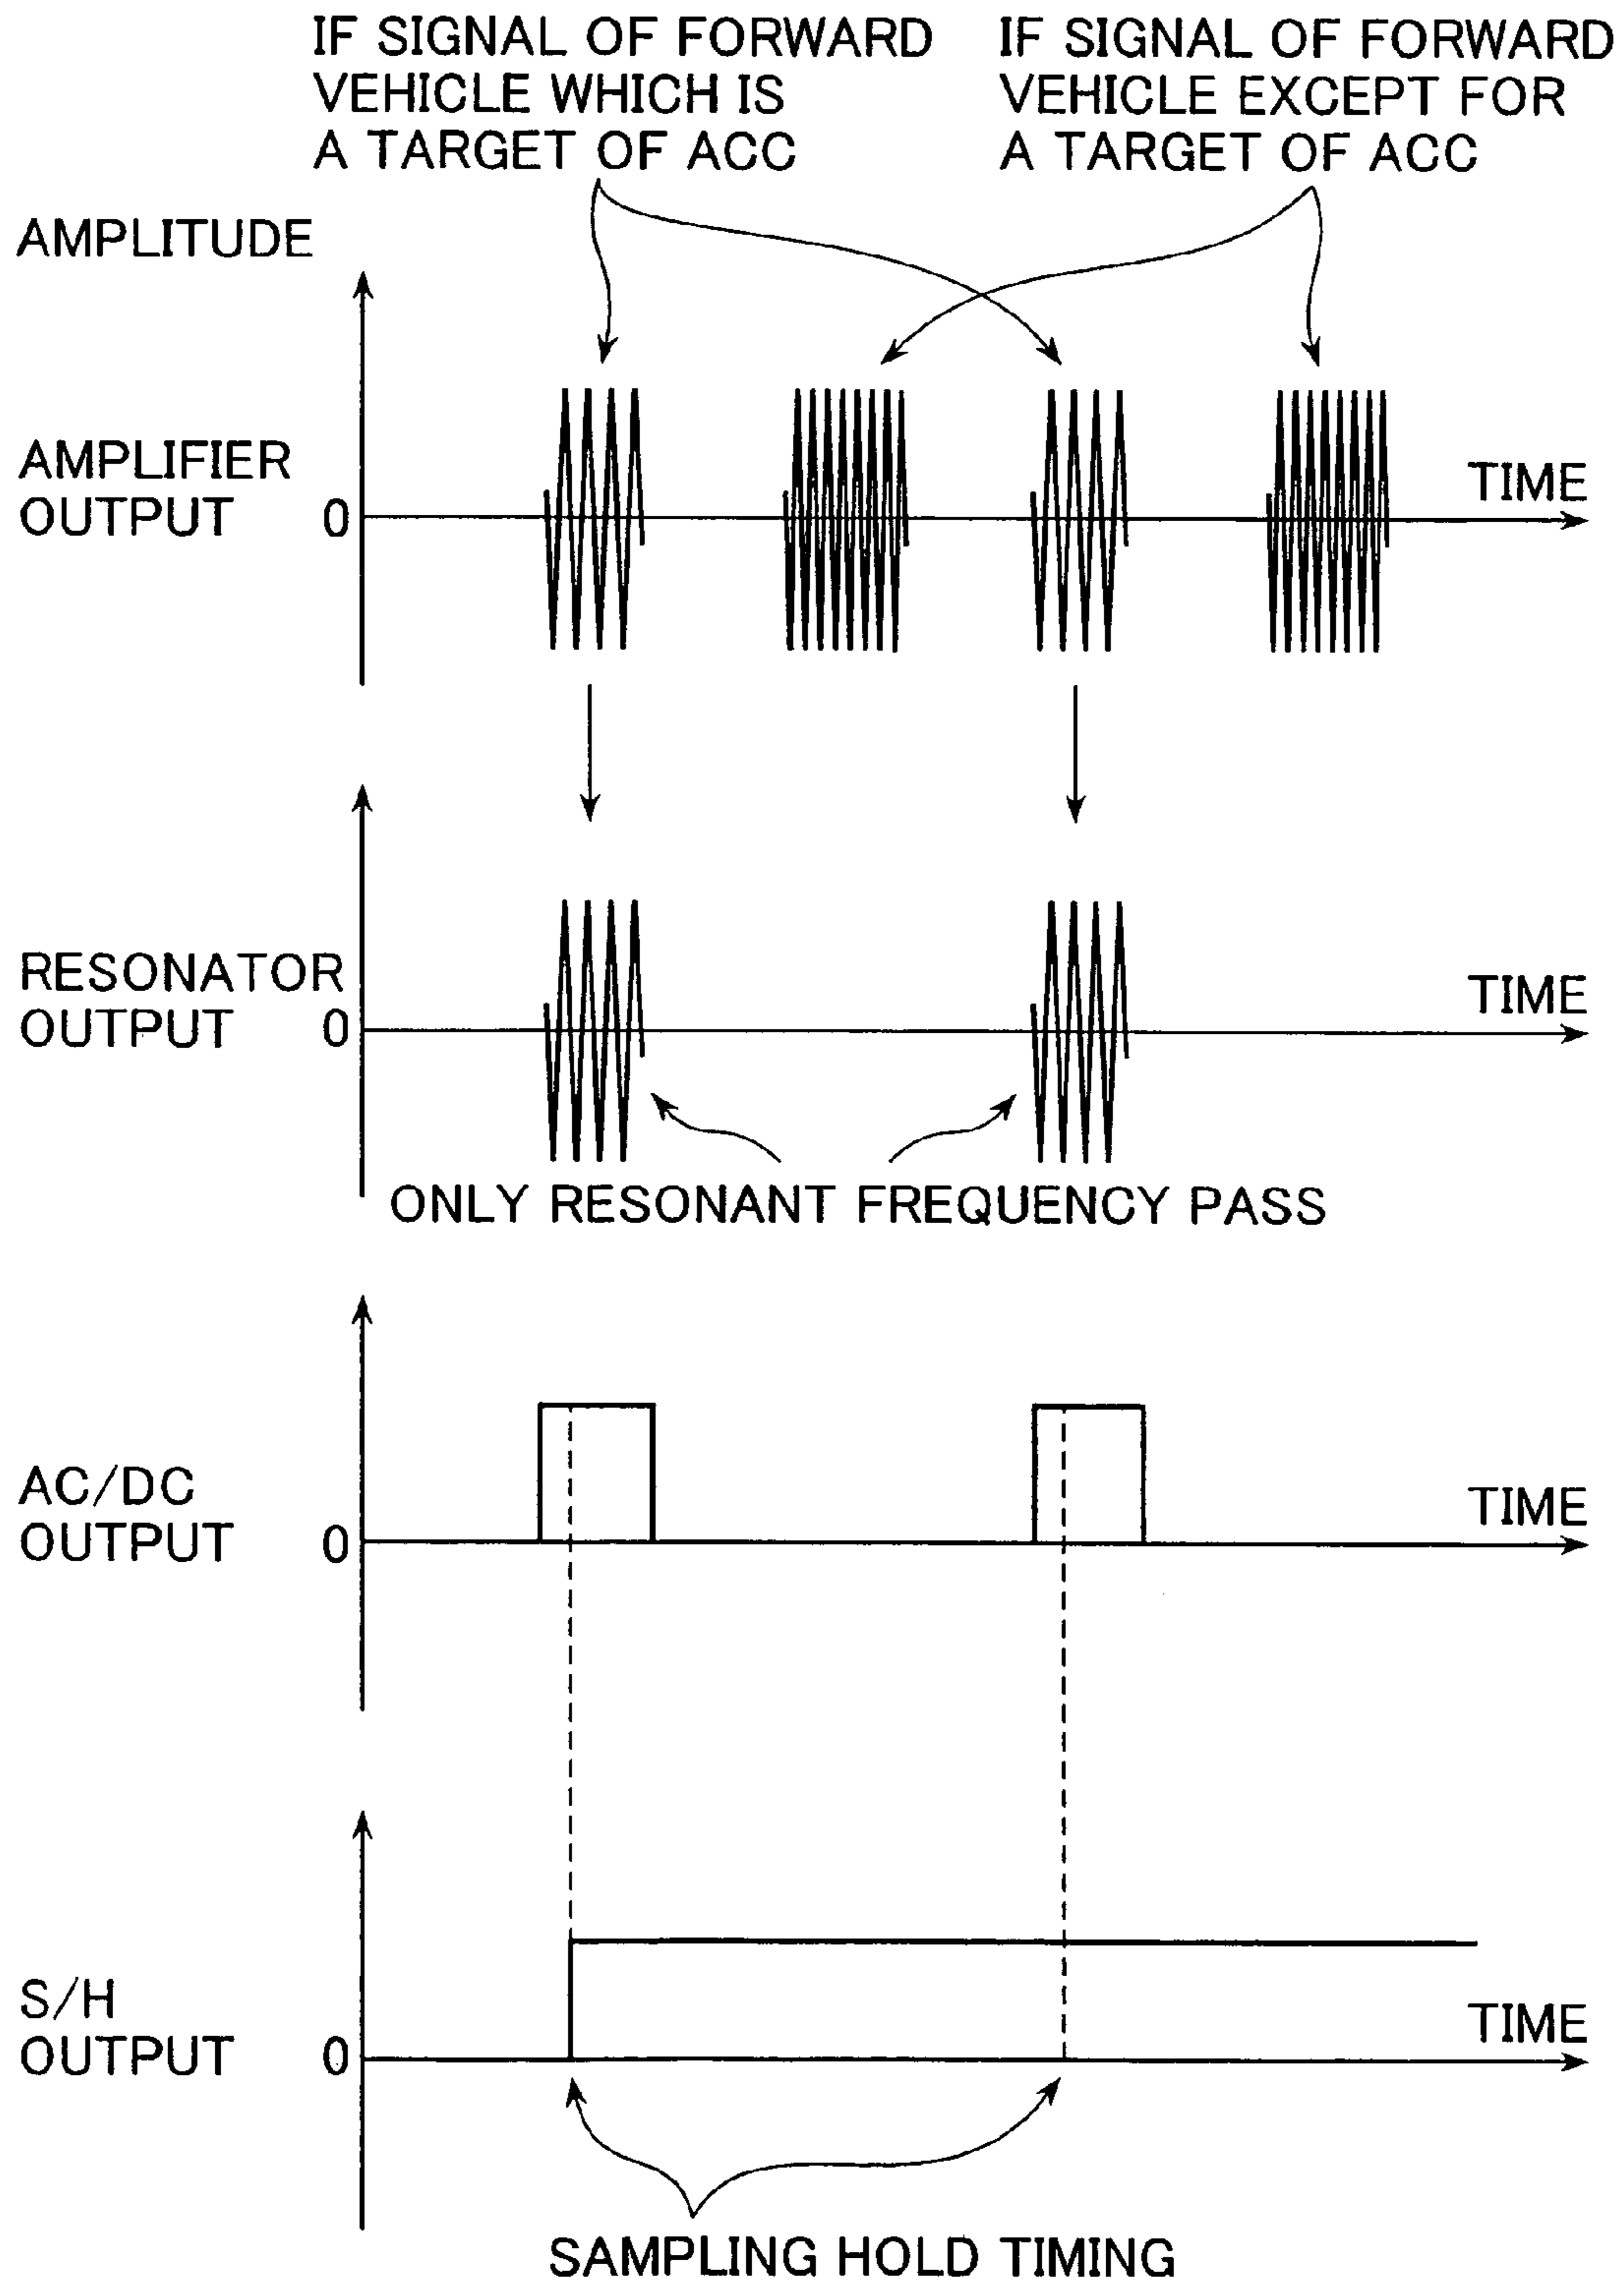 IF SIGNAL OF FORWARD
VEHICLE WHICH IS
A TARGET OF ACC
IF SIGNAL OF FORWARD
VEHICLE EXCEPT FOR
A TARGET OF ACC
AMPLITUDE
AMPLIFIER
OUTPUT
0
TIME
RESONATOR
OUTPUT
0
TIME
ONLY RESONANT FREQUENCY PASS
AC/DC
OUTPUT
0
TIME
S/H
OUTPUT
0
TIME
SAMPLING HOLD TIMING